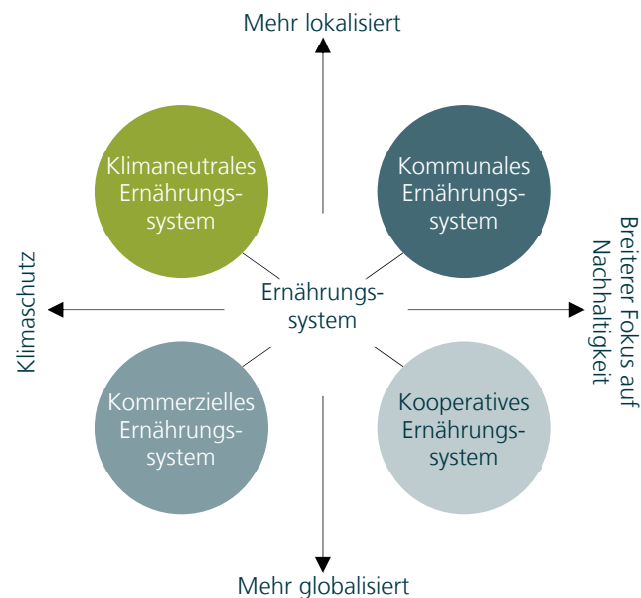 Mehr lokalisiert
Klimaneutrales
Ernährungs-
system
Kommunales
Ernährungs-
system
Klimaschutz
Ernährungs-
system
Breiterer Fokus auf
Nachhaltigkeit
Kommerzielles
Ernährungs-
system
Kooperatives
Ernährungs-
system
Mehr globalisiert